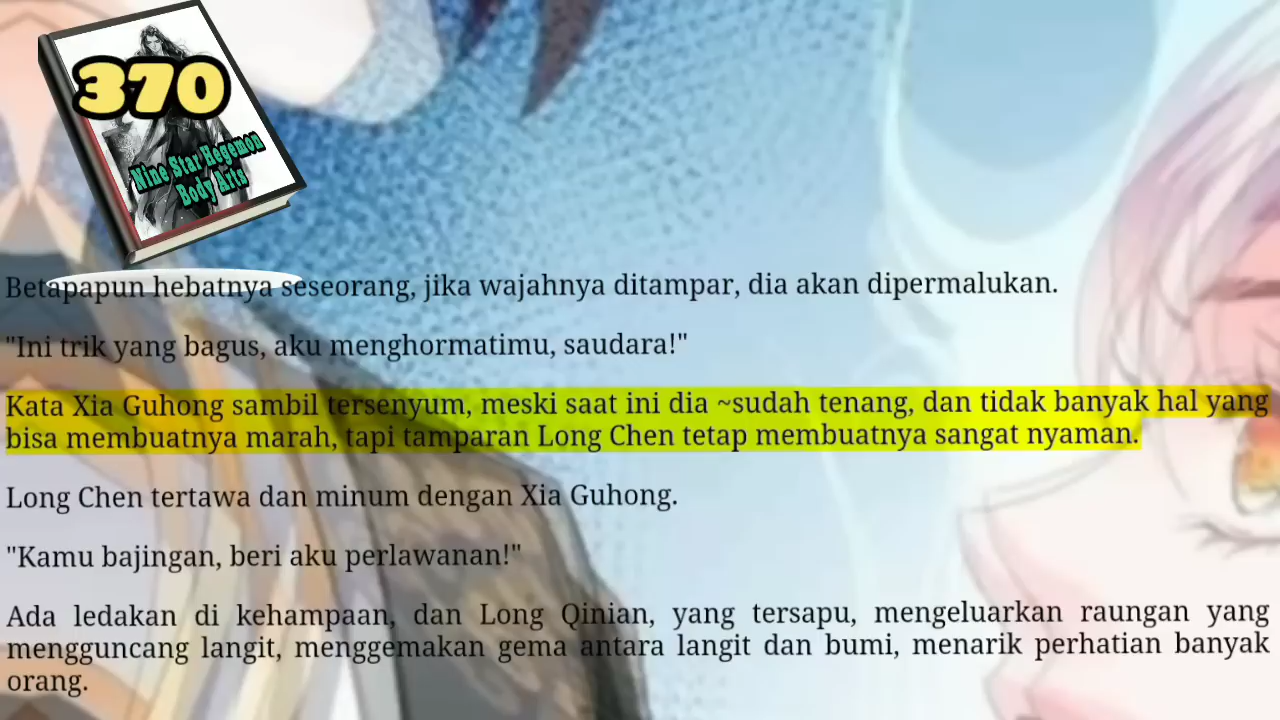 370
Nine Star Hegemon
Body Arts
Betapapun hebatnya seseorang, jika wajahnya ditampar, dia akan dipermalukan.
"Ini trik yang bagus, aku menghormatimu, saudara!"
Kata Xia Guhong sambil tersenyum, meski saat ini dia ~sudah tenang, dan tidak banyak hal yang
bisa membuatnya marah, tapi tamparan Long Chen tetap membuatnya sangat nyaman.
Long Chen tertawa dan minum dengan Xia Guhong.
"Kamu bajingan, beri aku perlawanan!"
Ada ledakan di kehampaan, dan Long Qinian, yang tersapu, mengeluarkan raungan yang
mengguncang langit, menggemakan gema antara langit dan bumi, menarik perhatian banyak
orang.